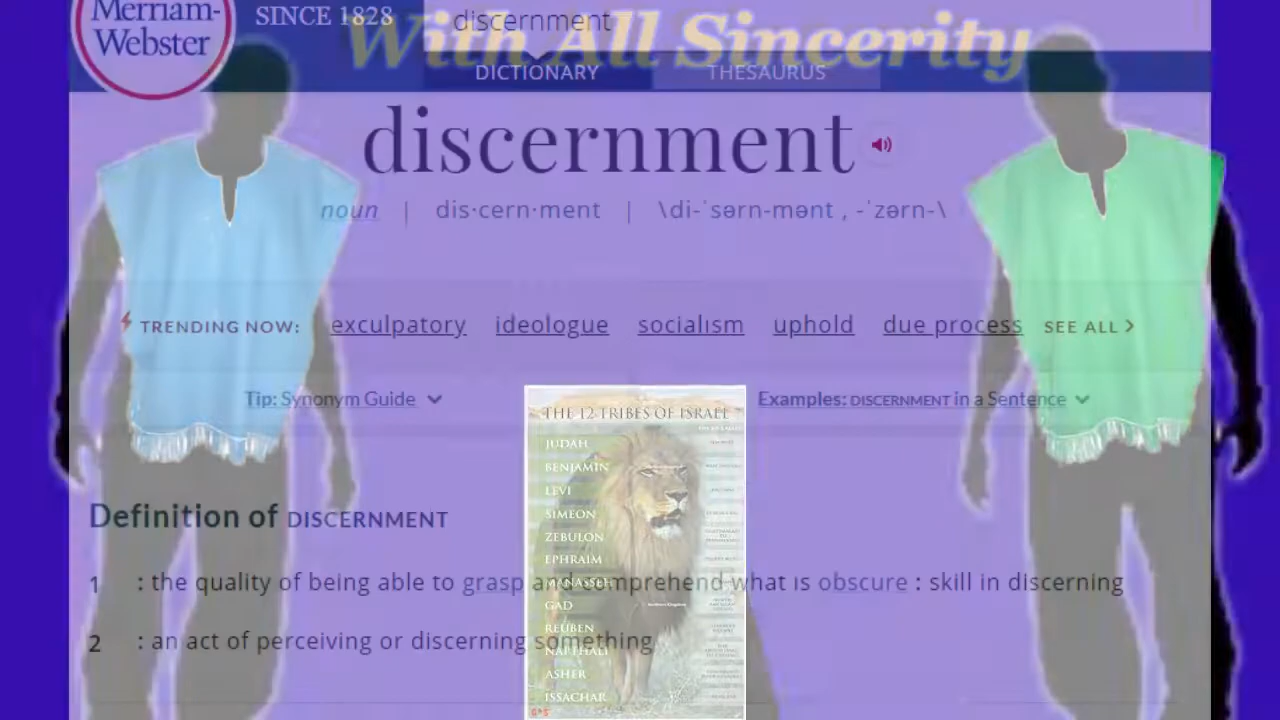 Merriam-
Webster
SINCE 1828
discernment
With All Sincerity
DICTIONARY
THESAURUS
discernment
noun | dis·cern·ment | \di-ˈsərn-mənt , -ˈzərn-\
TRENDING NOW: exculpatory ideologue socialism uphold due process SEE ALL
Tip: Synonym Guide
Examples: DISCERNMENT in a Sentence
THE 12 TRIBES OF ISRAEL
JUDAH
BENJAMIN
LEVI
SIMEON
ZEBULON
EPHRAIM
MANASSEH
GAD
REUBEN
NAPHTALI
ASHER
ISSACHAR
Definition of DISCERNMENT
1 : the quality of being able to grasp and comprehend what is obscure : skill in discerning
2 : an act of perceiving or discerning something